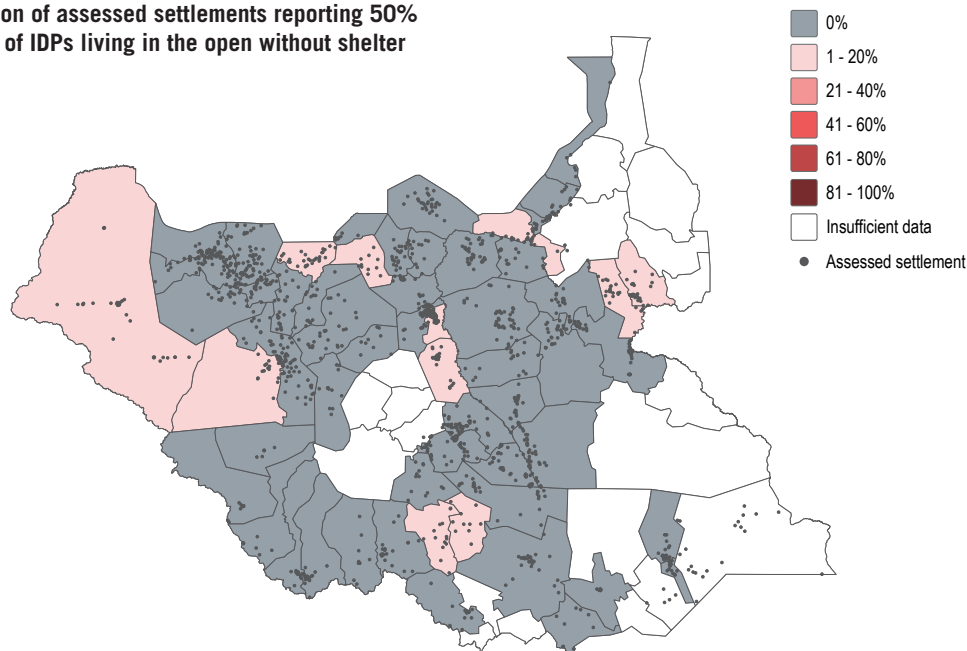 on of assessed settlements reporting 50%
of IDPs living in the open without shelter
0%
1 - 20%
21 - 40%
41 - 60%
61 - 80%
81 - 100%
Insufficient data
Assessed settlement